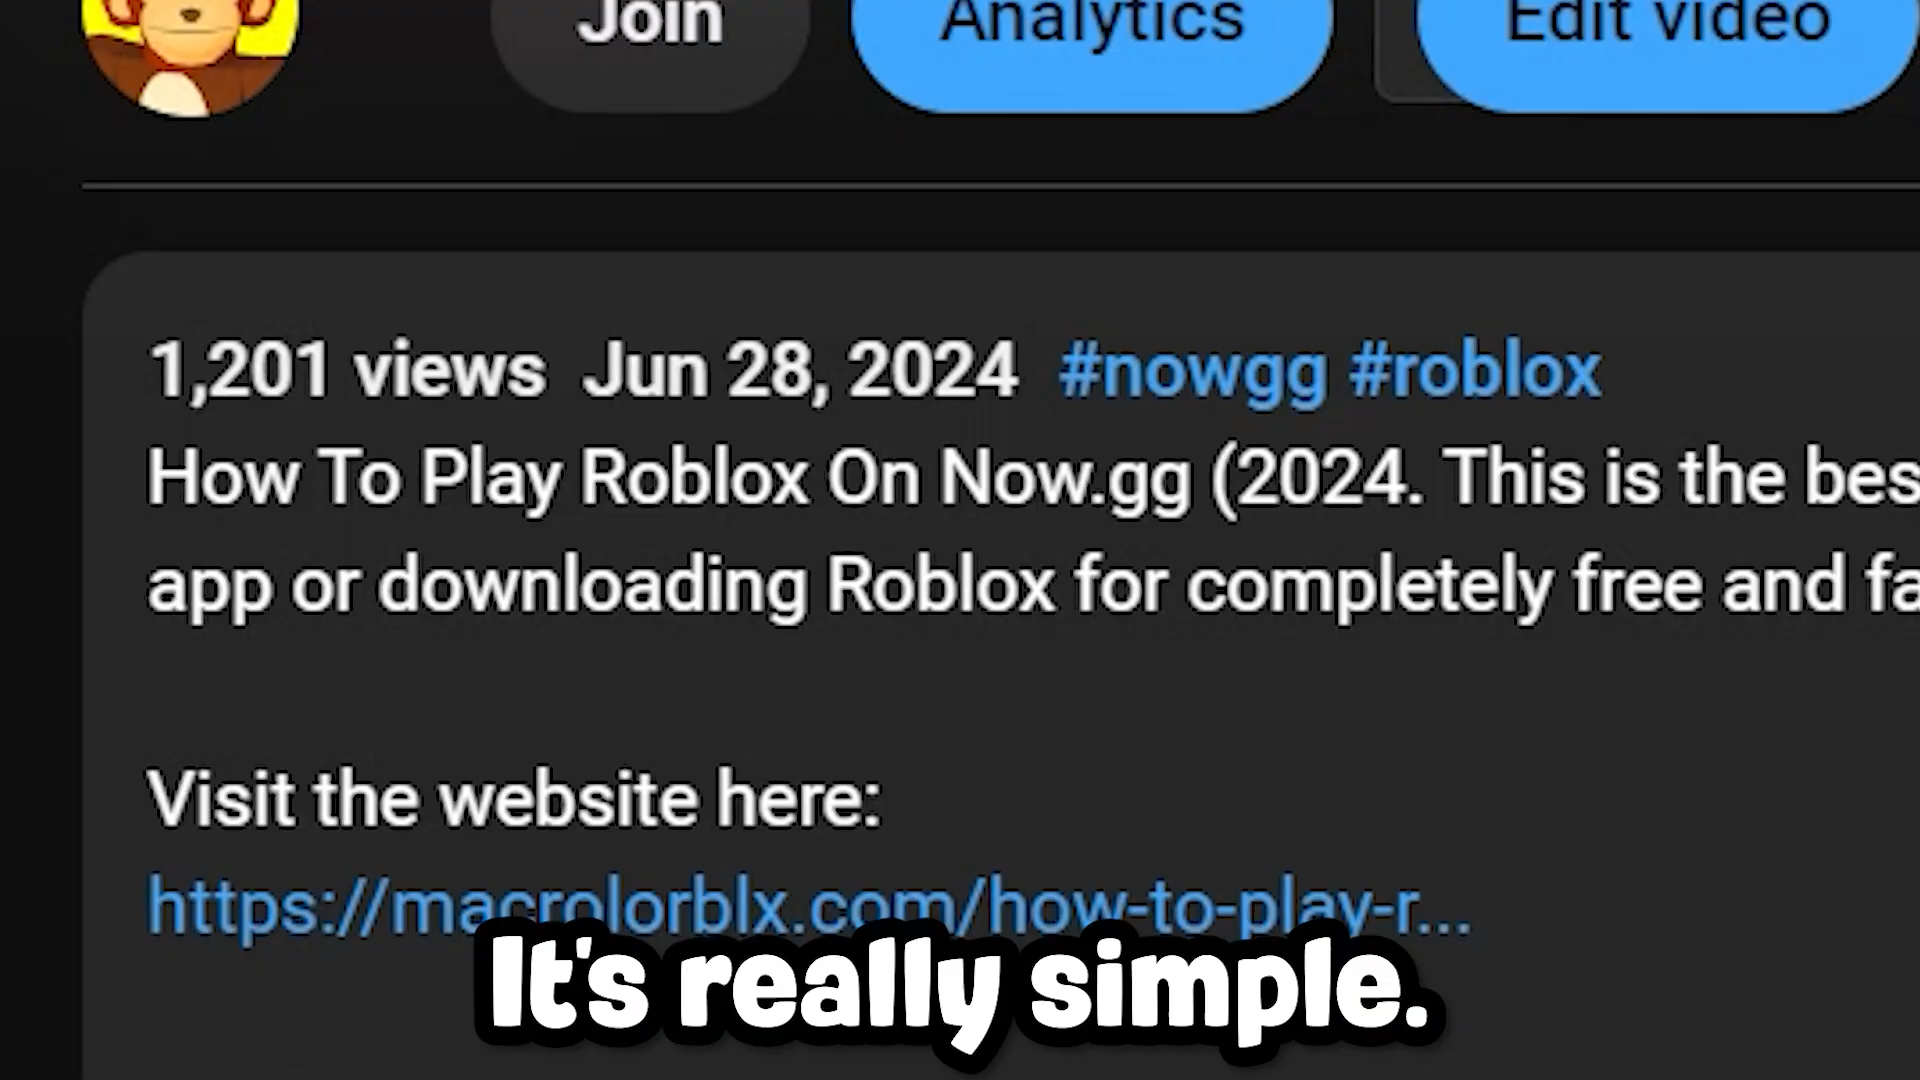 Join Analytics Edit video
1,201 views Jun 28, 2024 #nowgg #roblox
How To Play Roblox On Now.gg (2024. This is the bes
app or downloading Roblox for completely free and fa
Visit the website here:
https://macrolorblx.com/how-to-play-r...
It's really simple.